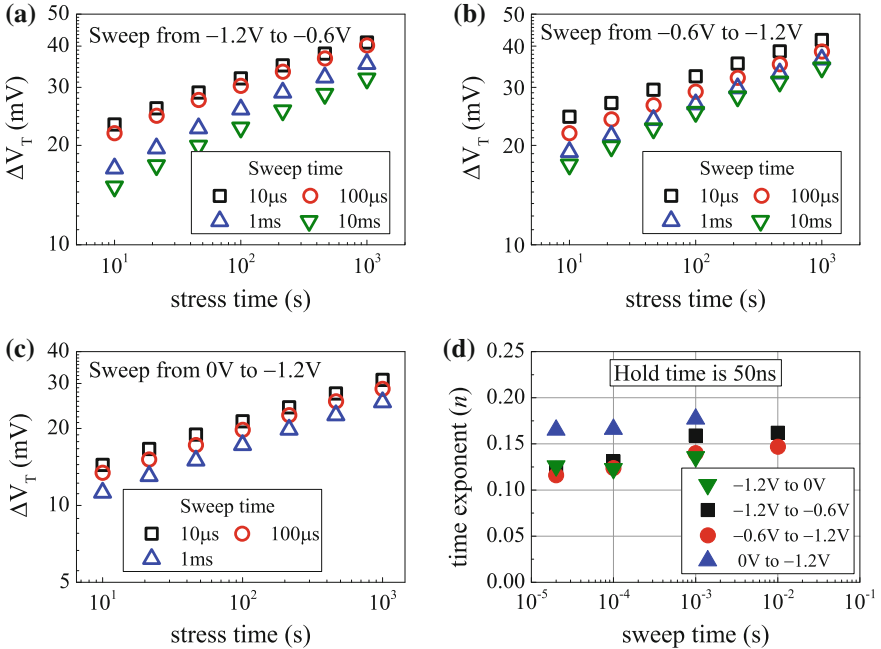 (a)
Sweep from −1.2V to −0.6V
50
40
30
20
10
ΔV_T (mV)
Sweep time
10μs 100μs
1ms 10ms
10^1 10^2 10^3
stress time (s)
(b)
Sweep from −0.6V to −1.2V
50
40
30
20
10
ΔV_T (mV)
Sweep time
10μs 100μs
1ms 10ms
10^1 10^2 10^3
stress time (s)
(c)
Sweep from 0V to −1.2V
40
30
20
10
5
ΔV_T (mV)
Sweep time
10μs 100μs
1ms
10^1 10^2 10^3
stress time (s)
(d)
Hold time is 50ns
0.25
0.20
0.15
0.10
0.05
0.00
time exponent (n)
−1.2V to 0V
−1.2V to −0.6V
−0.6V to −1.2V
0V to −1.2V
10^-5 10^-4 10^-3 10^-2 10^-1
sweep time (s)